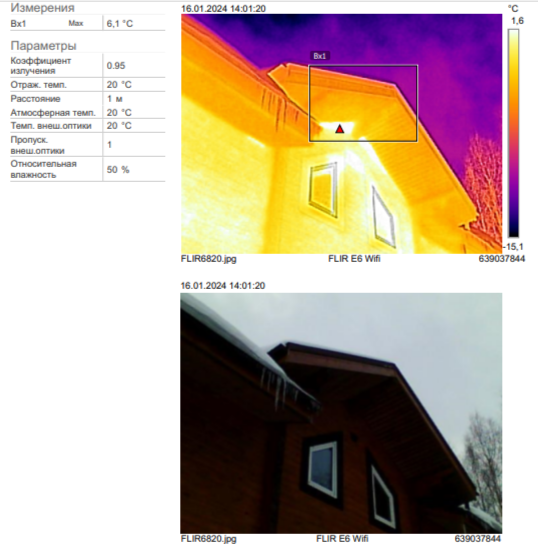 Измерения
Bx1 Max 6,1 °C
Параметры
Коэффициент
излучения 0.95
Отраж. темп. 20 °C
Расстояние 1 м
Атмосферная темп. 20 °C
Темп. внеш.оптики 20 °C
Пропуск.
внеш.оптики 1
Относительная
влажность 50 %
16.01.2024 14:01:20
°C
1,6
Bx1
-15,1
FLIR6820.jpg FLIR E6 Wifi 639037844
16.01.2024 14:01:20
FLIR6820.jpg FLIR E6 Wifi 639037844